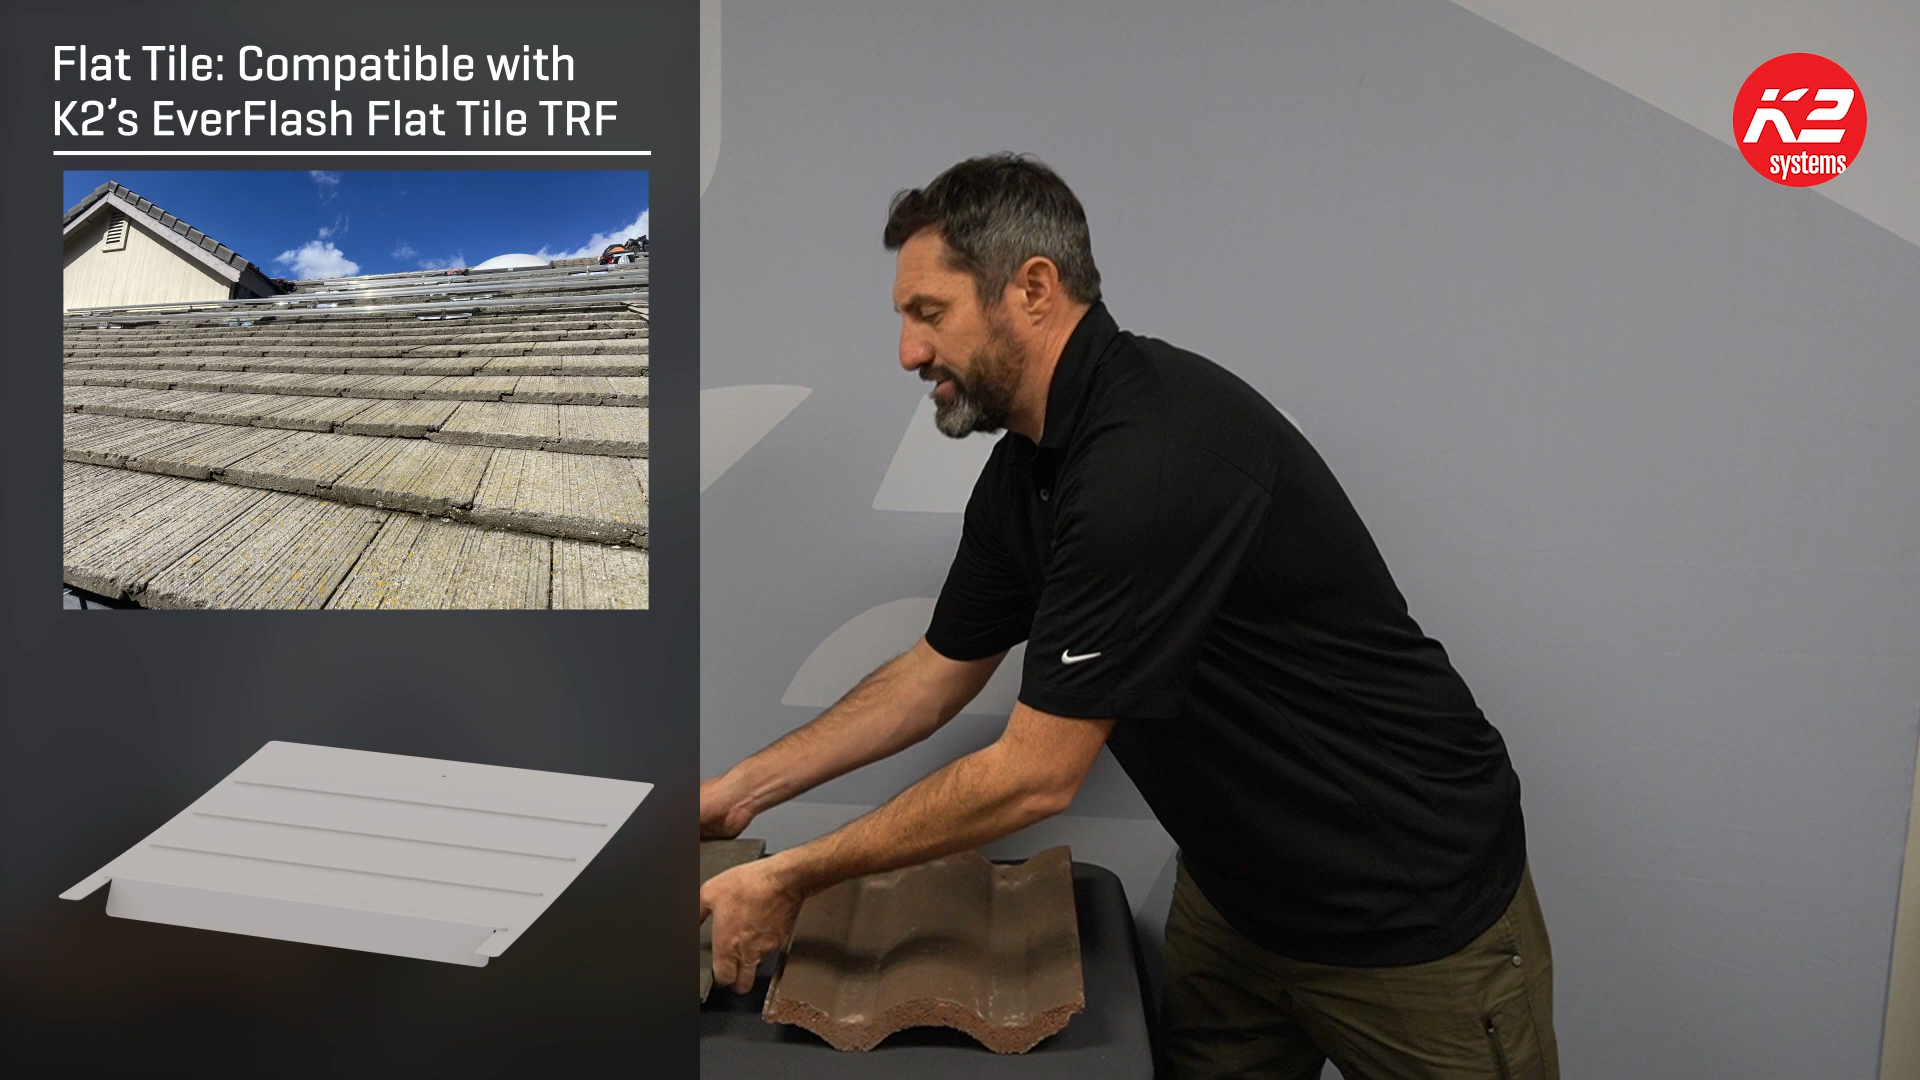 Flat Tile: Compatible with
K2’s EverFlash Flat Tile TRF
K2
systems